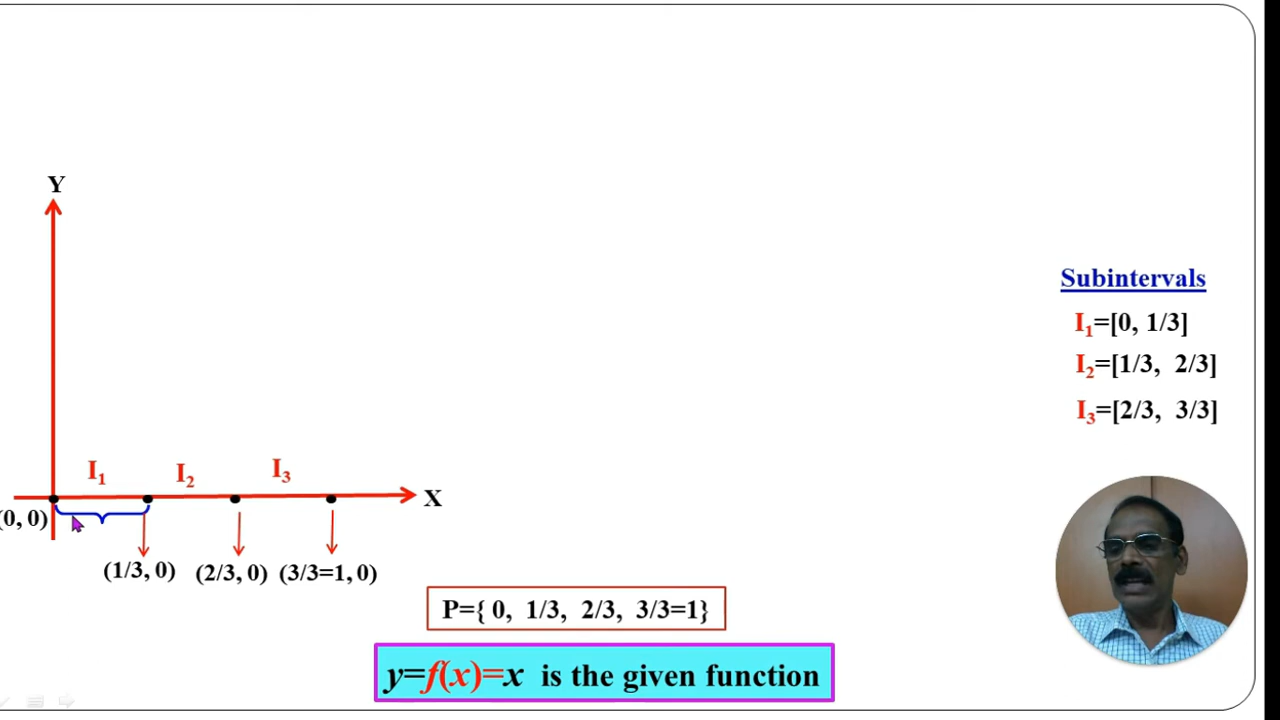 Y
Subintervals
I₁=[0, 1/3]
I₂=[1/3, 2/3]
I₃=[2/3, 3/3]
I₁ I₂ I₃
X
(0, 0)
(1/3, 0) (2/3, 0) (3/3=1, 0)
P={ 0, 1/3, 2/3, 3/3=1}
y=f(x)=x is the given function